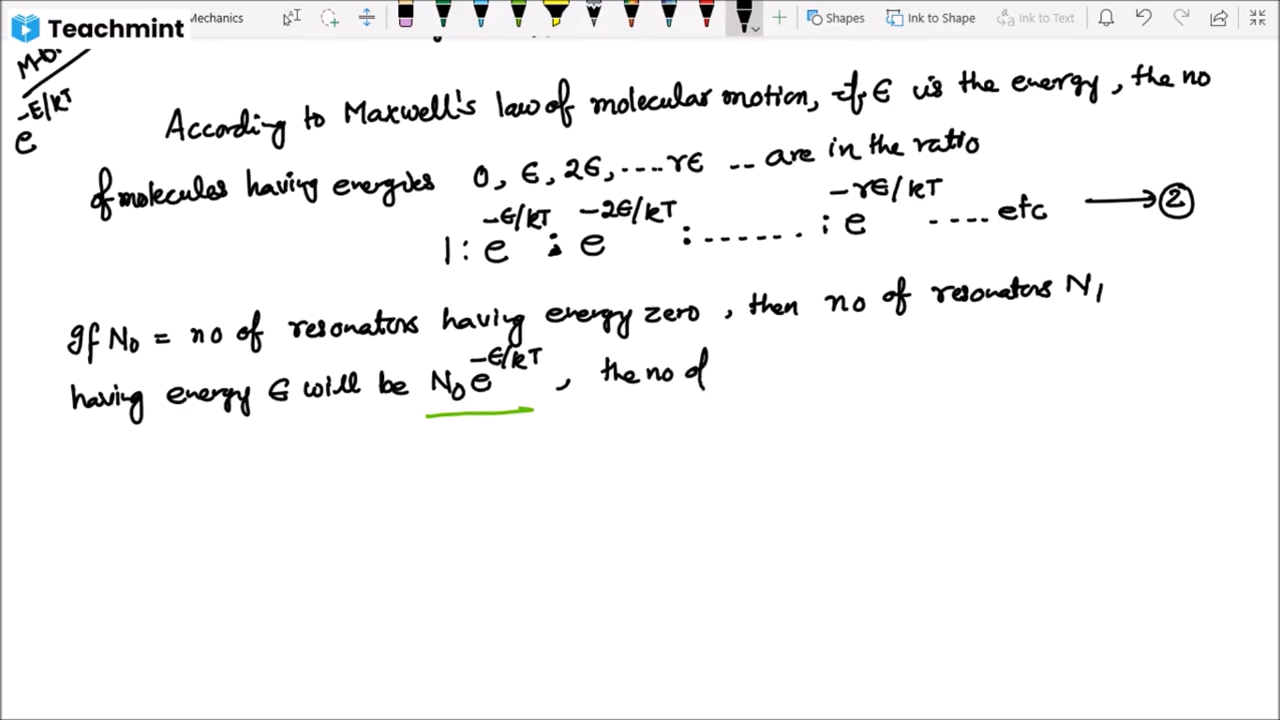 Teachmint
Mechanics
Shapes
Ink to Shape
Ink to Text
e^-E/kT
According to Maxwell's law of molecular motion, if ϵ is the energy, the no
of molecules having energies 0, ϵ, 2ϵ, ....rϵ .. are in the ratio
1 : e^-ϵ/kT : e^-2ϵ/kT : ....... : e^-rϵ/kT .... etc → ②
If N₀ = no of resonators having energy zero, then no of resonators N₁
having energy ϵ will be N₀e^-ϵ/kT, the no of